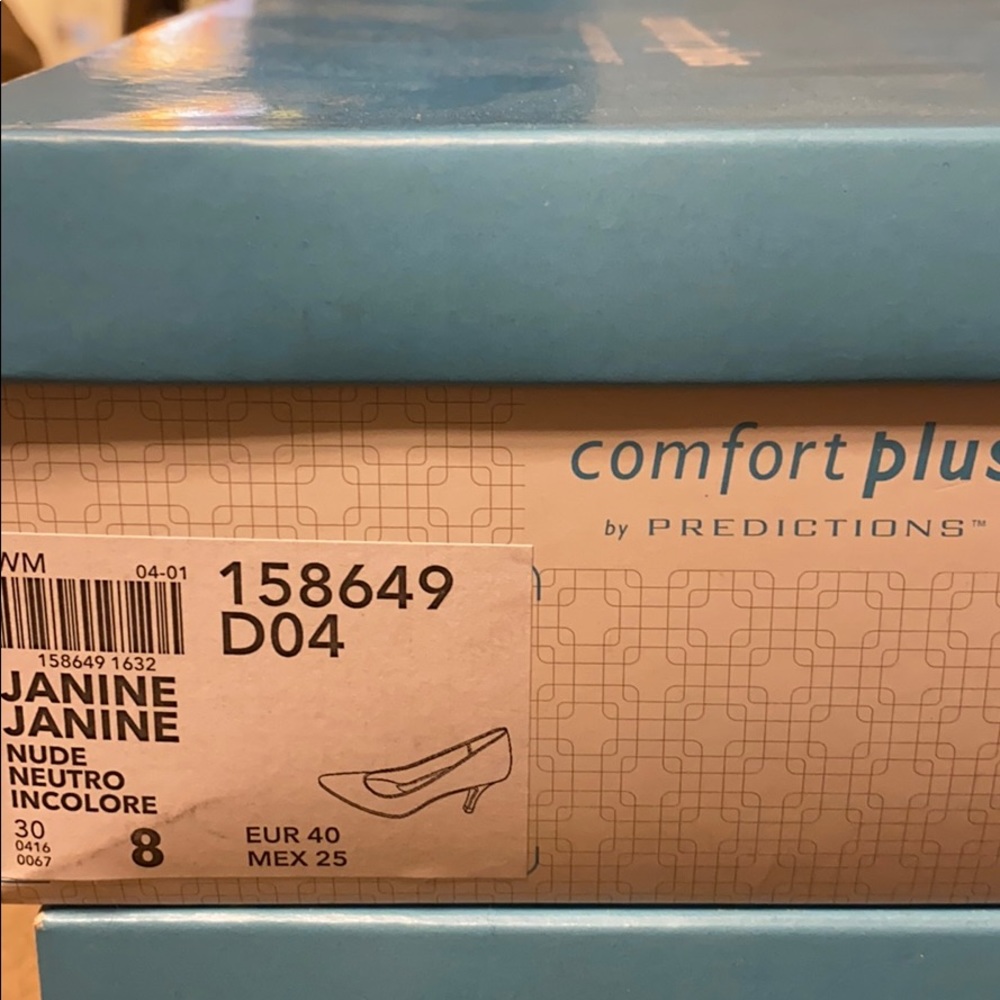 comfort plus
by PREDICTIONS™
WM 04-01
158649 1632
158649
D04
JANINE
JANINE
NUDE
NEUTRO
INCOLORE
30
0416
0067
8
EUR 40
MEX 25